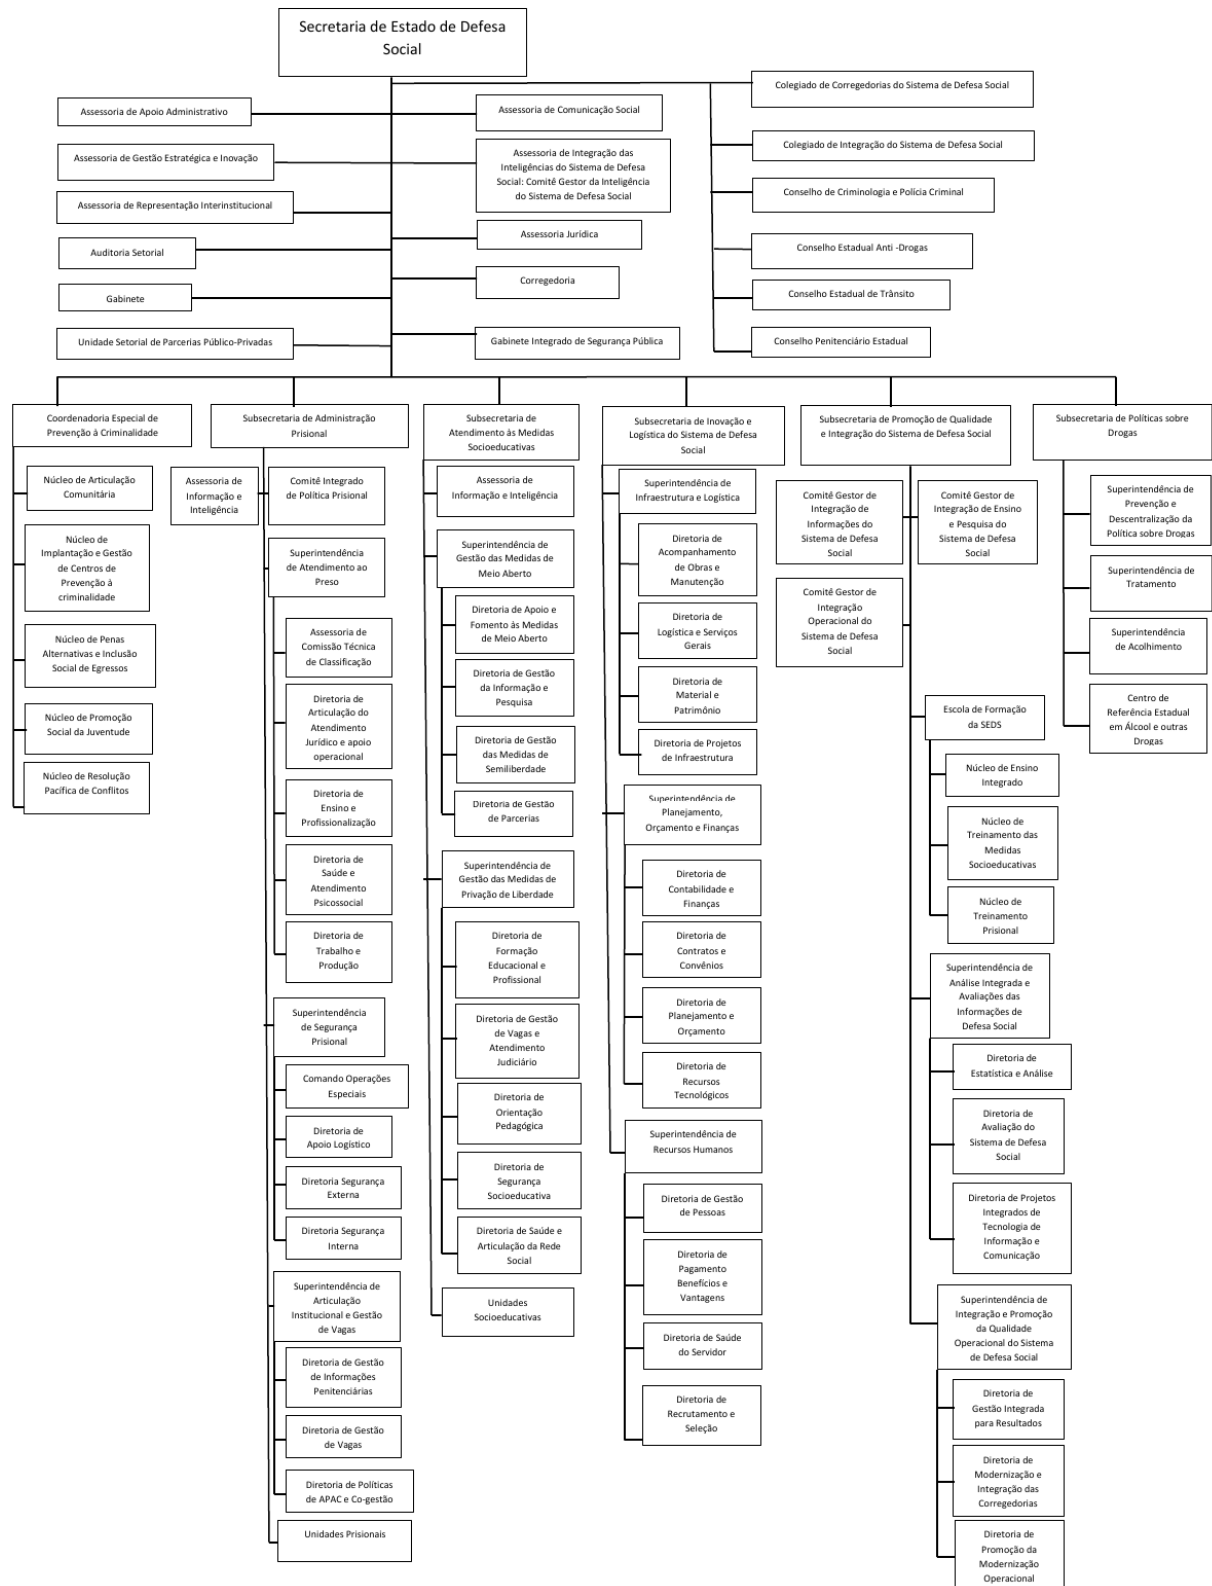 Secretaria de Estado de Defesa
Social
Colegiado de Corregedorias do Sistema de Defesa Social
Assessoria de Apoio Administrativo
Assessoria de Comunicação Social
Colegiado de Integração do Sistema de Defesa Social
Assessoria de Gestão Estratégica e Inovação
Assessoria de Integração das
Inteligências do Sistema de Defesa
Social: Comitê Gestor da Inteligência
do Sistema de Defesa Social
Conselho de Criminologia e Polícia Criminal
Assessoria de Representação Interinstitucional
Assessoria Jurídica
Auditoria Setorial
Conselho Estadual Anti -Drogas
Corregedoria
Gabinete
Conselho Estadual de Trânsito
Unidade Setorial de Parcerias Público-Privadas
Gabinete Integrado de Segurança Pública
Conselho Penitenciário Estadual
Coordenadoria Especial de
Prevenção à Criminalidade
Núcleo de Articulação
Comunitária
Núcleo de
Implantação e Gestão
de Centros de
Prevenção à
criminalidade
Núcleo de Penas
Alternativas e Inclusão
Social de Egressos
Núcleo de Promoção
Social da Juventude
Núcleo de Resolução
Pacífica de Conflitos
Subsecretaria de Administração
Prisional
Assessoria de
Informação e
Inteligência
Comitê Integrado
de Política Prisional
Superintendência
de Atendimento ao
Preso
Assessoria de
Comissão Técnica
de Classificação
Diretoria de
Articulação do
Atendimento
Jurídico e apoio
operacional
Diretoria de
Ensino e
Profissionalização
Diretoria de
Saúde e
Atendimento
Psicossocial
Diretoria de
Trabalho e
Produção
Superintendência
de Segurança
Prisional
Comando Operações
Especiais
Diretoria de
Apoio Logístico
Diretoria Segurança
Externa
Diretoria Segurança
Interna
Superintendência de
Articulação
Institucional e Gestão
de Vagas
Diretoria de Gestão
de Informações
Penitenciárias
Diretoria de Gestão
de Vagas
Diretoria de Políticas
de APAC e Co-gestão
Unidades Prisionais
Subsecretaria de
Atendimento às Medidas
Socioeducativas
Assessoria de
Informação e Inteligência
Superintendência de
Gestão das Medidas de
Meio Aberto
Diretoria de Apoio e
Fomento às Medidas
de Meio Aberto
Diretoria de Gestão
da Informação e
Pesquisa
Diretoria de Gestão
das Medidas de
Semiliberdade
Diretoria de Gestão
de Parcerias
Superintendência de
Gestão das Medidas de
Privação de Liberdade
Diretoria de
Formação
Educacional e
Profissional
Diretoria de Gestão
de Vagas e
Atendimento
Judiciário
Diretoria de
Orientação
Pedagógica
Diretoria de
Segurança
Socioeducativa
Diretoria de Saúde e
Articulação da Rede
Social
Unidades
Socioeducativas
Subsecretaria de Inovação e
Logística do Sistema de Defesa
Social
Superintendência de
Infraestrutura e Logística
Diretoria de
Acompanhamento
de Obras e
Manutenção
Diretoria de
Logística e Serviços
Gerais
Diretoria de
Material e
Patrimônio
Diretoria de Projetos
de Infraestrutura
Superintendência de
Planejamento,
Orçamento e Finanças
Diretoria de
Contabilidade e
Finanças
Diretoria de
Contratos e
Convênios
Diretoria de
Planejamento e
Orçamento
Diretoria de
Recursos
Tecnológicos
Superintendência de
Recursos Humanos
Diretoria de Gestão
de Pessoas
Diretoria de
Pagamento
Benefícios e
Vantagens
Diretoria de Saúde
do Servidor
Diretoria de
Recrutamento e
Seleção
Subsecretaria de Promoção de Qualidade
e Integração do Sistema de Defesa Social
Comitê Gestor de
Integração de
Informações do
Sistema de Defesa
Social
Comitê Gestor de
Integração de Ensino
e Pesquisa do
Sistema de Defesa
Social
Comitê Gestor de
Integração
Operacional do
Sistema de Defesa
Social
Escola de Formação
da SEDS
Núcleo de Ensino
Integrado
Núcleo de
Treinamento das
Medidas
Socioeducativas
Núcleo de
Treinamento
Prisional
Superintendência de
Análise Integrada e
Avaliações das
Informações de
Defesa Social
Diretoria de
Estatística e Análise
Diretoria de
Avaliação do
Sistema de Defesa
Social
Diretoria de Projetos
Integrados de
Tecnologia de
Informação e
Comunicação
Superintendência de
Integração e Promoção
da Qualidade
Operacional do Sistema
de Defesa Social
Diretoria de
Gestão Integrada
para Resultados
Diretoria de
Modernização e
Integração das
Corregedorias
Diretoria de
Promoção da
Modernização
Operacional
Subsecretaria de Políticas sobre
Drogas
Superintendência de
Prevenção e
Descentralização da
Política sobre Drogas
Superintendência de
Tratamento
Superintendência
de Acolhimento
Centro de
Referência Estadual
em Álcool e outras
Drogas